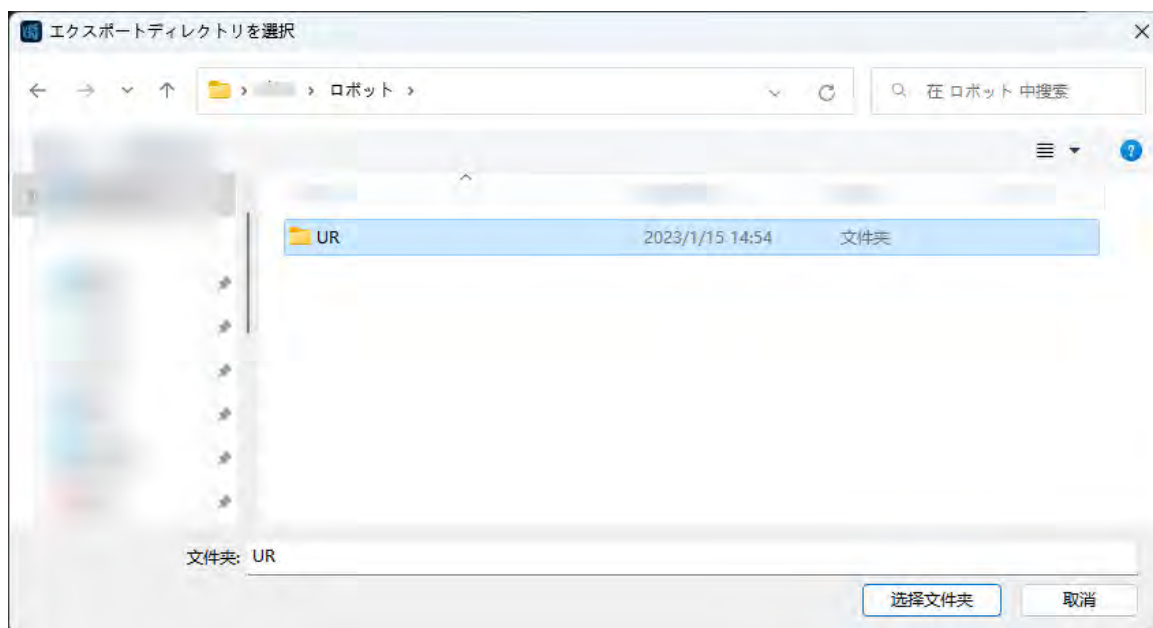 エクスポートディレクトリを選択
ロボット
在 ロボット 中搜索
UR 2023/1/15 14:54 文件夹
文件夹: UR
选择文件夹 取消